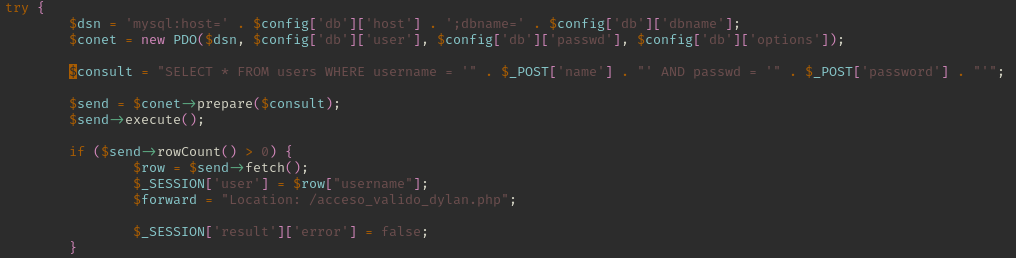 try {
        $dsn = 'mysql:host=' . $config['db']['host'] . ';dbname=' . $config['db']['dbname'];
        $conet = new PDO($dsn, $config['db']['user'], $config['db']['passwd'], $config['db']['options']);

        $consult = "SELECT * FROM users WHERE username = '" . $_POST['name'] . "' AND passwd = '" . $_POST['password'] . "'";

        $send = $conet->prepare($consult);
        $send->execute();

        if ($send->rowCount() > 0) {
                $row = $send->fetch();
                $_SESSION['user'] = $row["username"];
                $forward = "Location: /acceso_valido_dylan.php";

                $_SESSION['result']['error'] = false;
        }